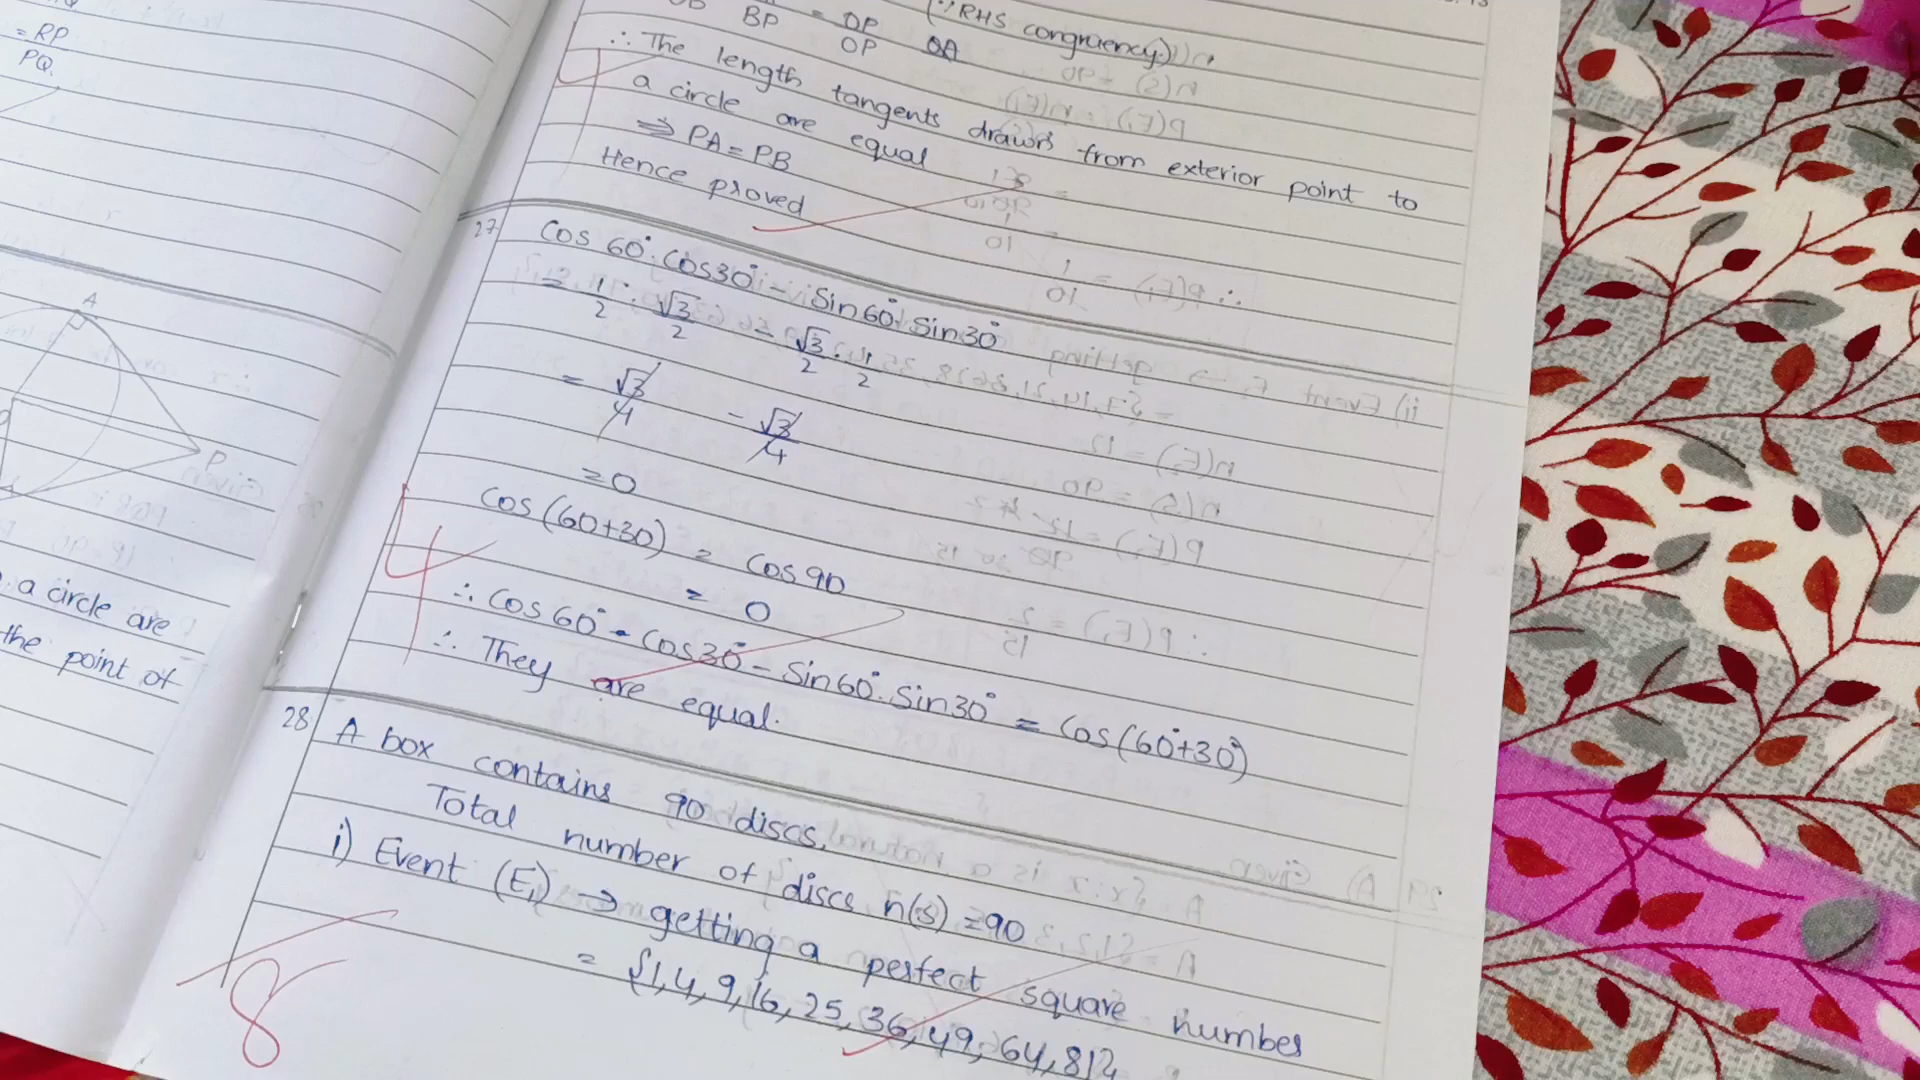 = RP
PQ.
A
P
a circle are
the point of
BP = OP OA (∵ RHS congruency)
OP
∴ The length tangents drawn from exterior point to
a circle are equal
⇒ PA = PB
Hence proved
27 Cos 60°. Cos30° - Sin60°. Sin30°
= 1/2 . √3/2 - √3/2 . 1/2
= √3/4 - √3/4
= 0
Cos (60+30) = Cos 90
= 0
∴ Cos 60° - Cos30° - Sin60°. Sin30° = Cos(60°+30°)
∴ They are equal.
28 A box contains 90 discs.
Total number of discs n(s) = 90
i) Event (E₁) ⇒ getting a perfect square number
= {1,4,9,16,25,36,49,64,81}
4
4
8